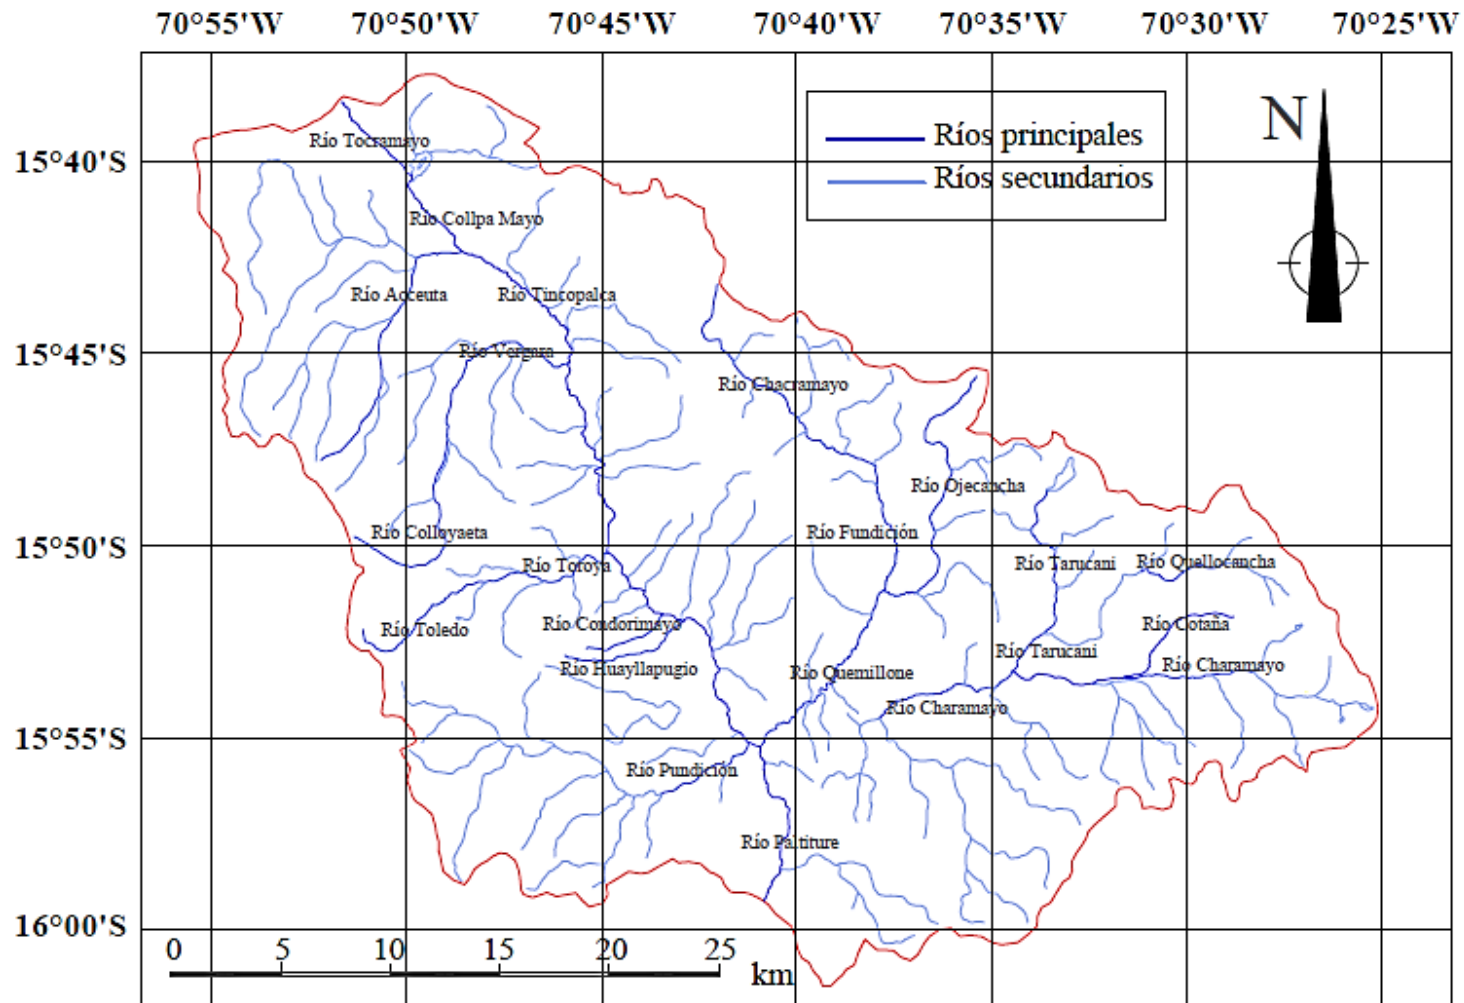 70°55'W 70°50'W 70°45'W 70°40'W 70°35'W 70°30'W 70°25'W
N
Ríos principales
Ríos secundarios
Río Tocramayo
15°40'S
Río Collpa Mayo
Río Acceuta
Río Tincopalca
15°45'S
Río Vergara
Río Chacramayo
Río Ojecancha
Río Colloyaeta
Río Fundición
15°50'S
Río Toroya
Río Tarucani
Río Quellocancha
Río Toledo
Río Condorimayo
Río Cotaña
Río Tarucani
Río Huayllapugio
Río Quemillone
Río Charamayo
Río Charamayo
15°55'S
Río Pundición
Río Paltiture
16°00'S
0 5 10 15 20 25
km